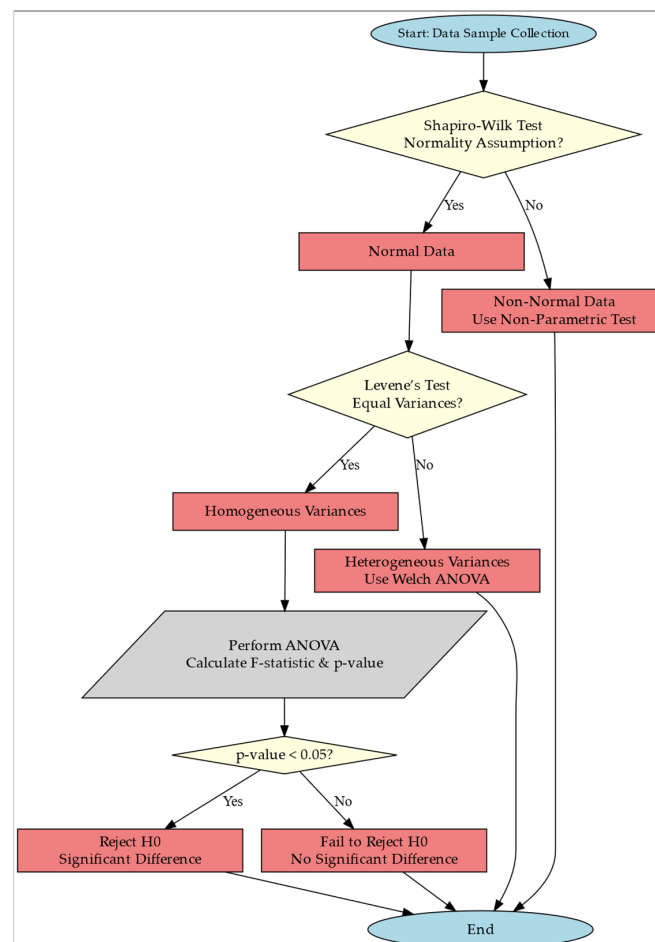 Start: Data Sample Collection
Shapiro-Wilk Test
Normality Assumption?
Yes
No
Normal Data
Non-Normal Data
Use Non-Parametric Test
Levene's Test
Equal Variances?
Yes
No
Homogeneous Variances
Heterogeneous Variances
Use Welch ANOVA
Perform ANOVA
Calculate F-statistic & p-value
p-value < 0.05?
Yes
No
Reject H0
Significant Difference
Fail to Reject H0
No Significant Difference
End